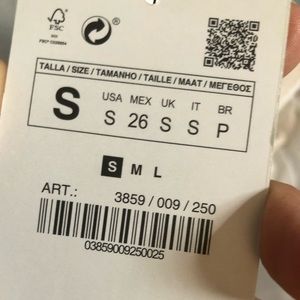 FSC
TALLA / SIZE / TAMANHO / TAILLE / MAAT / ΜΕΓΕΘΟΣ
S
USA MEX UK IT BR
S 26 S S P
S M L
ART.: 3859 / 009 / 250
03859009250025